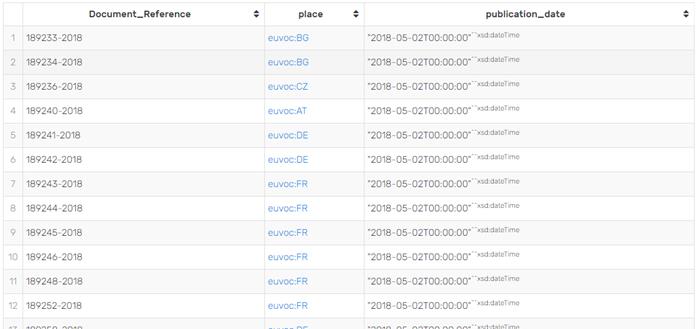 Document_Reference place publication_date
1 189233-2018 euvoc:BG "2018-05-02T00:00:00"^^xsd:dateTime
2 189234-2018 euvoc:BG "2018-05-02T00:00:00"^^xsd:dateTime
3 189236-2018 euvoc:CZ "2018-05-02T00:00:00"^^xsd:dateTime
4 189240-2018 euvoc:AT "2018-05-02T00:00:00"^^xsd:dateTime
5 189241-2018 euvoc:DE "2018-05-02T00:00:00"^^xsd:dateTime
6 189242-2018 euvoc:DE "2018-05-02T00:00:00"^^xsd:dateTime
7 189243-2018 euvoc:FR "2018-05-02T00:00:00"^^xsd:dateTime
8 189244-2018 euvoc:FR "2018-05-02T00:00:00"^^xsd:dateTime
9 189245-2018 euvoc:FR "2018-05-02T00:00:00"^^xsd:dateTime
10 189246-2018 euvoc:FR "2018-05-02T00:00:00"^^xsd:dateTime
11 189248-2018 euvoc:FR "2018-05-02T00:00:00"^^xsd:dateTime
12 189252-2018 euvoc:FR "2018-05-02T00:00:00"^^xsd:dateTime